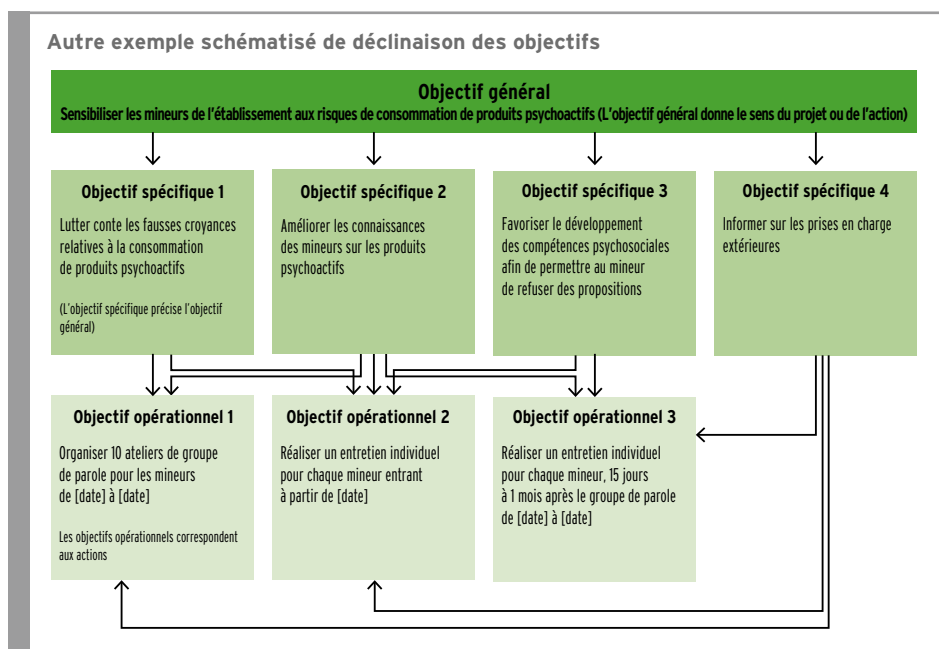 Autre exemple schématisé de déclinaison des objectifs
Objectif général
Sensibiliser les mineurs de l'établissement aux risques de consommation de produits psychoactifs (L'objectif général donne le sens du projet ou de l'action)
Objectif spécifique 1
Lutter conte les fausses croyances
relatives à la consommation
de produits psychoactifs
(L'objectif spécifique précise l'objectif
général)
Objectif spécifique 2
Améliorer les connaissances
des mineurs sur les produits
psychoactifs
Objectif spécifique 3
Favoriser le développement
des compétences psychosociales
afin de permettre au mineur
de refuser des propositions
Objectif spécifique 4
Informer sur les prises en charge
extérieures
Objectif opérationnel 1
Organiser 10 ateliers de groupe
de parole pour les mineurs
de [date] à [date]
Les objectifs opérationnels correspondent
aux actions
Objectif opérationnel 2
Réaliser un entretien individuel
pour chaque mineur entrant
à partir de [date]
Objectif opérationnel 3
Réaliser un entretien individuel
pour chaque mineur, 15 jours
à 1 mois après le groupe de parole
de [date] à [date]